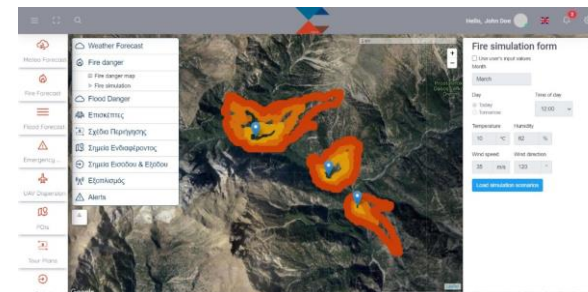 Hello, John Doe
Meteo Forecast
Fire Forecast
Flood Forecast
Emergency...
UAV Dispersion
POIs
Tour Plans
Weather Forecast
Fire danger
Fire danger map
Fire simulation
Flood Danger
Επισκέπτες
Σχέδια Περιήγησης
Σημεία Ενδιαφέροντος
Σημεία Εισόδου & Εξόδου
Εξοπλισμός
Alerts
+
−
Google
Fire simulation form
Use user's input values
Month
March
Day Time of day
Today 12:00
Tomorrow
Temperature Humidity
10 °C 62 %
Wind speed Wind direction
35 m/s 120 °
Load simulation scenarios